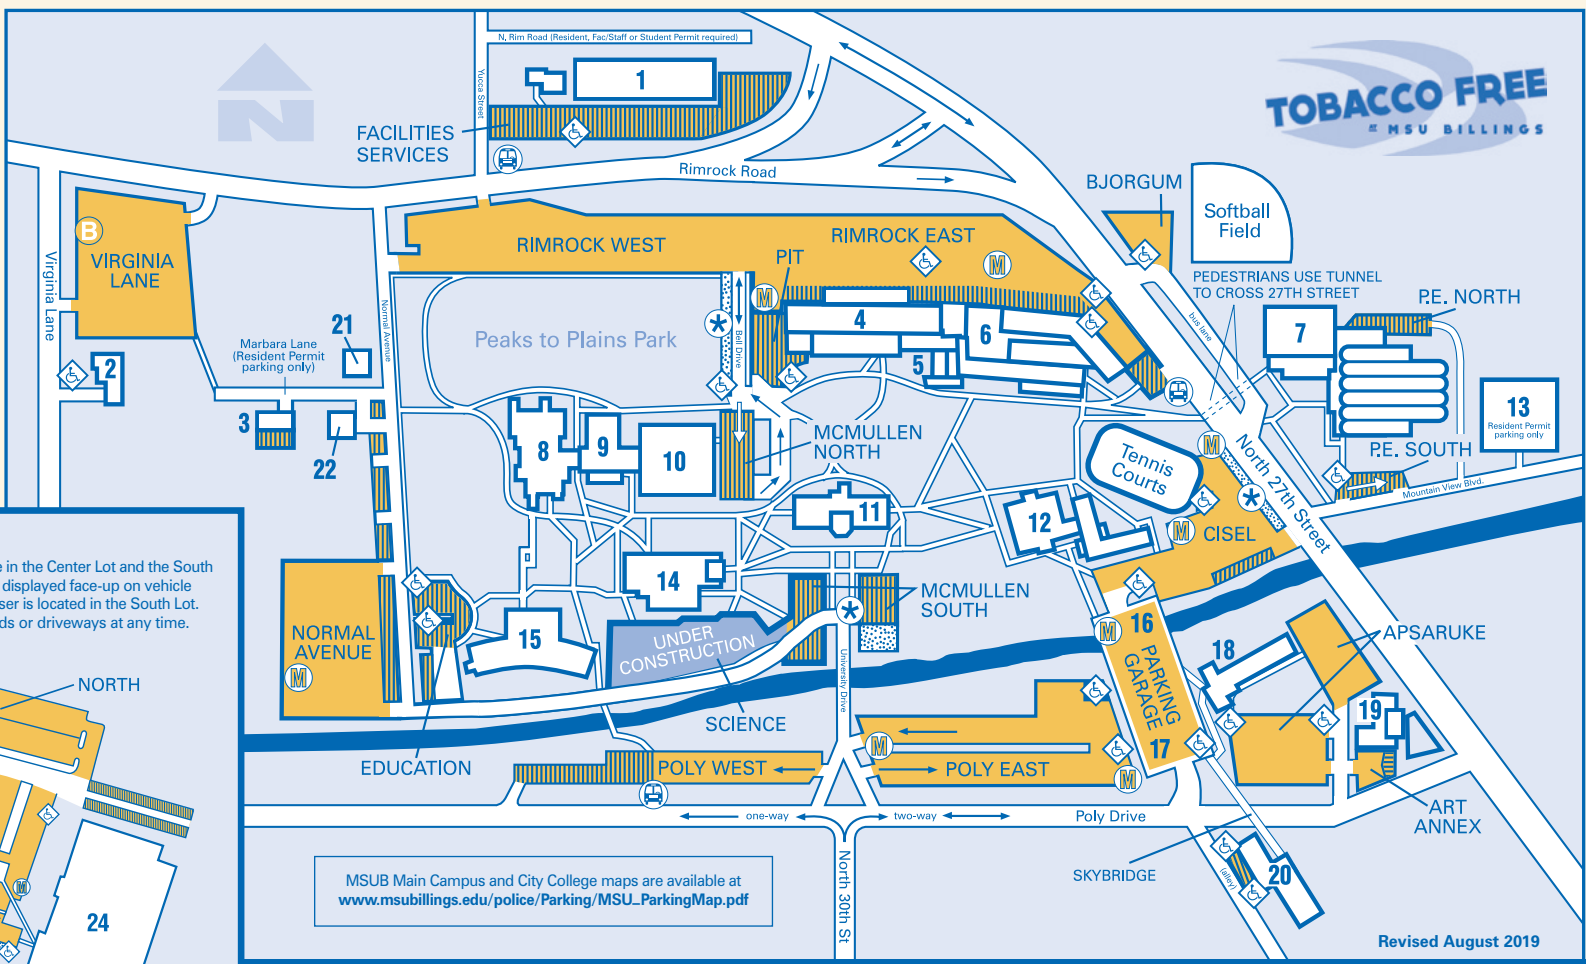 N, Rim Road (Resident, Fac/Staff or Student Permit required)
Yucca Street
1
TOBACCO FREE
AT MSU BILLINGS
N
FACILITIES
SERVICES
Rimrock Road
BJORGUM
Softball
Field
B
VIRGINIA
LANE
Virginia Lane
RIMROCK WEST
RIMROCK EAST
PIT
M
M
PEDESTRIANS USE TUNNEL
TO CROSS 27TH STREET
bus lane
P.E. NORTH
Normal Avenue
21
Marbara Lane
(Resident Permit
parking only)
Peaks to Plains Park
*
Bell Drive
4
6
5
7
2
3
22
8
9
10
MCMULLEN
NORTH
Tennis
Courts
M
North 27th Street
13
Resident Permit
parking only
P.E. SOUTH
Mountain View Blvd.
11
12
*
M
CISEL
e in the Center Lot and the South
displayed face-up on vehicle
ser is located in the South Lot.
ds or driveways at any time.
14
MCMULLEN
SOUTH
*
NORMAL
AVENUE
M
15
UNDER
CONSTRUCTION
M
16
PARKING
GARAGE
17
18
APSARUKE
19
NORTH
SCIENCE
University Drive
EDUCATION
POLY WEST
M
POLY EAST
M
one-way
two-way
Poly Drive
ART
ANNEX
SKYBRIDGE
(alley)
20
North 30th St
MSUB Main Campus and City College maps are available at
www.msubillings.edu/police/Parking/MSU_ParkingMap.pdf
M
24
Revised August 2019